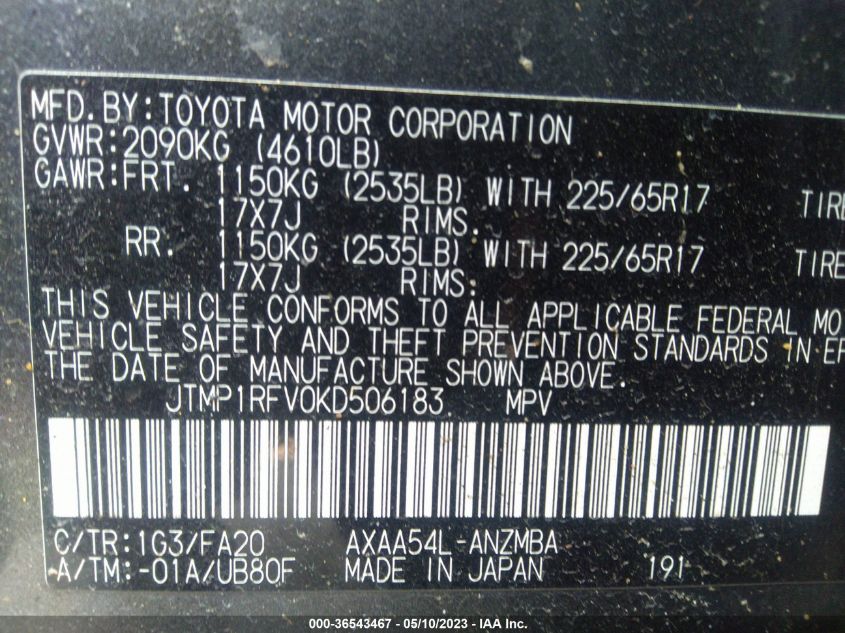 MFD. BY: TOYOTA MOTOR CORPORATION
GVWR: 2090KG (4610LB)
GAWR: FRT. 1150KG (2535LB) WITH 225/65R17 TIRE
17X7J RIMS.
RR. 1150KG (2535LB) WITH 225/65R17 TIRE
17X7J RIMS.
THIS VEHICLE CONFORMS TO ALL APPLICABLE FEDERAL MO
VEHICLE SAFETY AND THEFT PREVENTION STANDARDS IN EF
THE DATE OF MANUFACTURE SHOWN ABOVE.
JTMP1RFV0KD506183 MPV
C/TR: 1G3/FA20 AXAA54L-ANZMBA
A/TM: -01A/UB80F MADE IN JAPAN 191
000-36543467 — 05/10/2023 — IAA Inc.